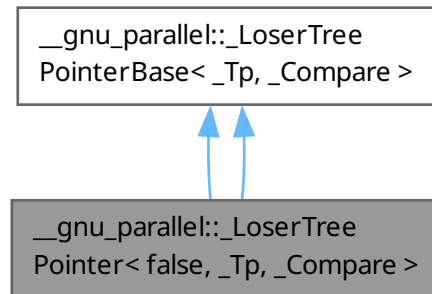 __gnu_parallel::_LoserTree
PointerBase< _Tp, _Compare >
__gnu_parallel::_LoserTree
Pointer< false, _Tp, _Compare >